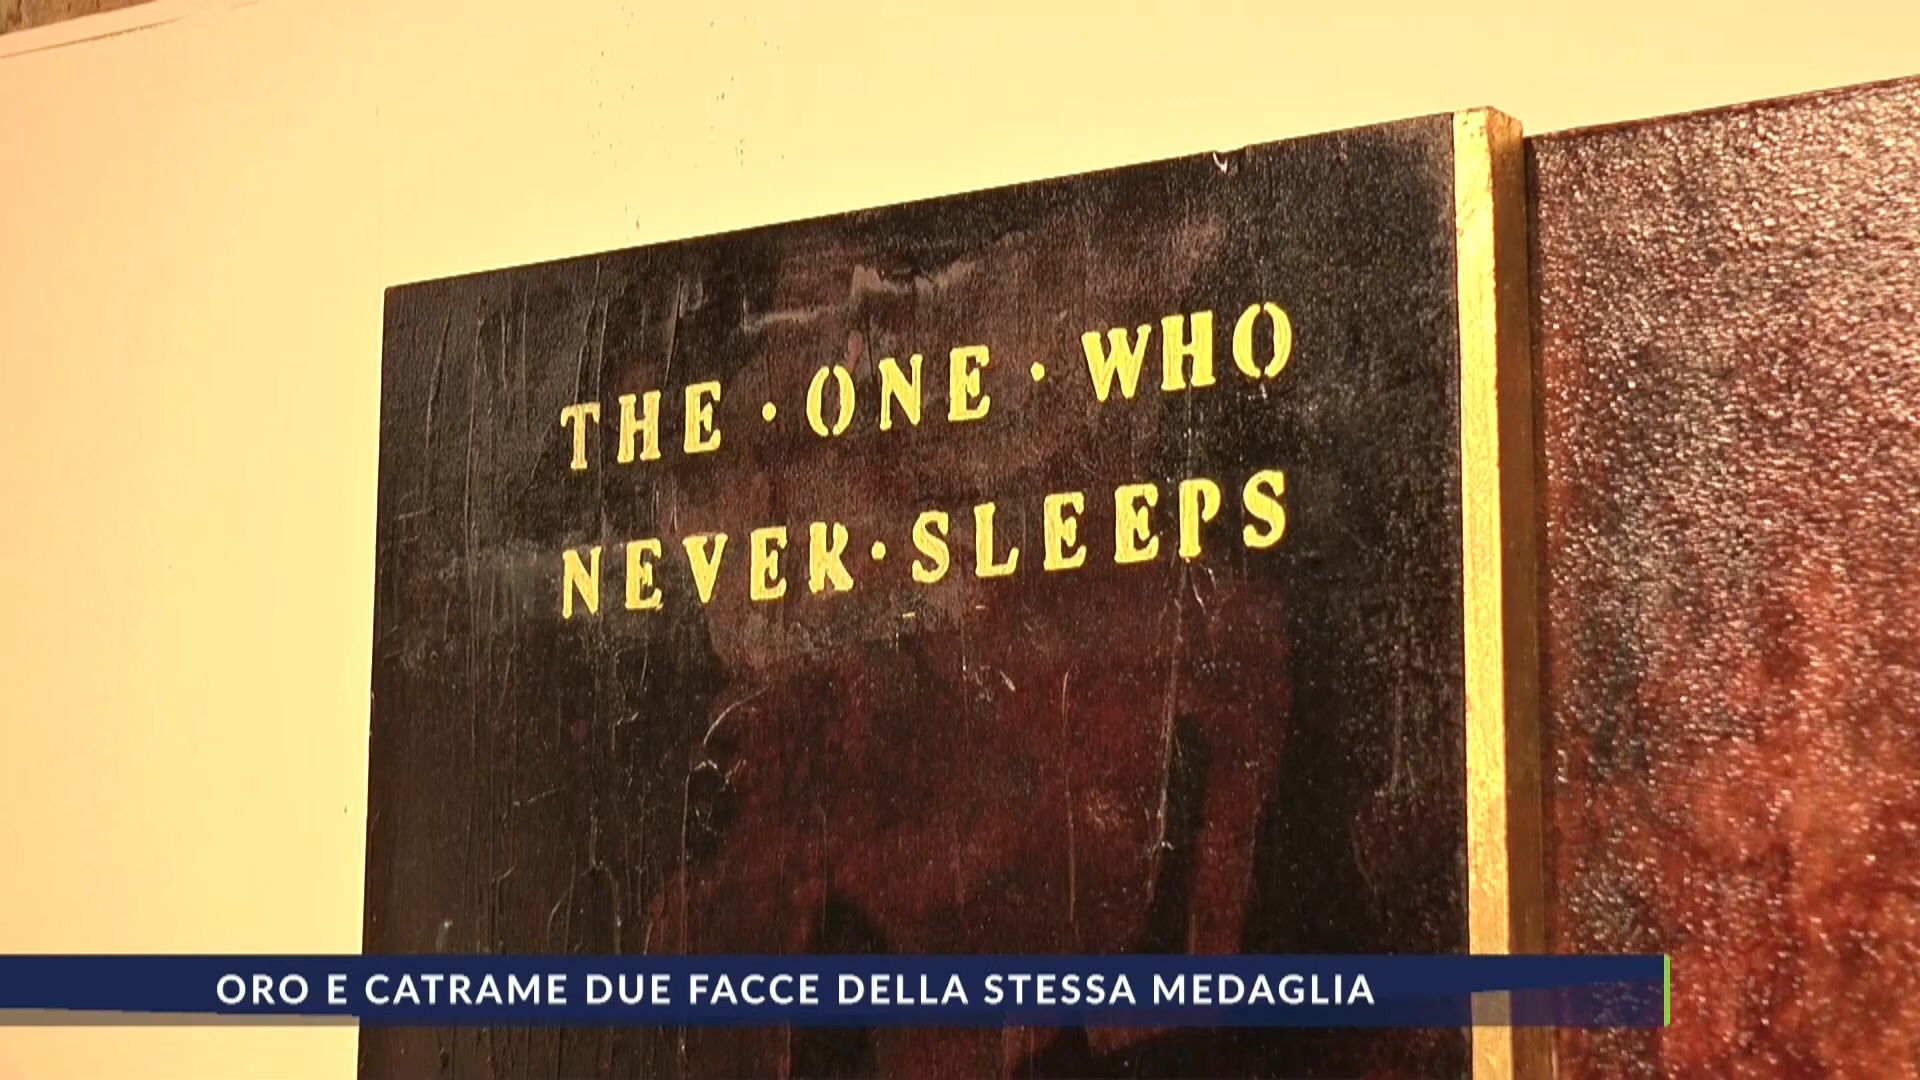 THE · ONE · WHO
NEVER · SLEEPS
ORO E CATRAME DUE FACCE DELLA STESSA MEDAGLIA